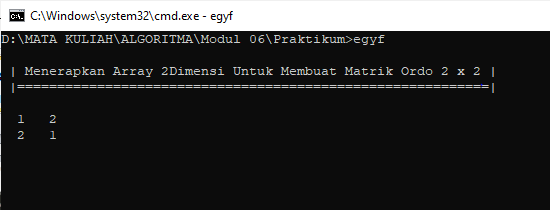 C:\Windows\system32\cmd.exe - egyf
D:\MATA KULIAH\ALGORITMA\Modul 06\Praktikum>egyf
| Menerapkan Array 2Dimensi Untuk Membuat Matrik Ordo 2 x 2 |
|===========================================================|
1 2
2 1